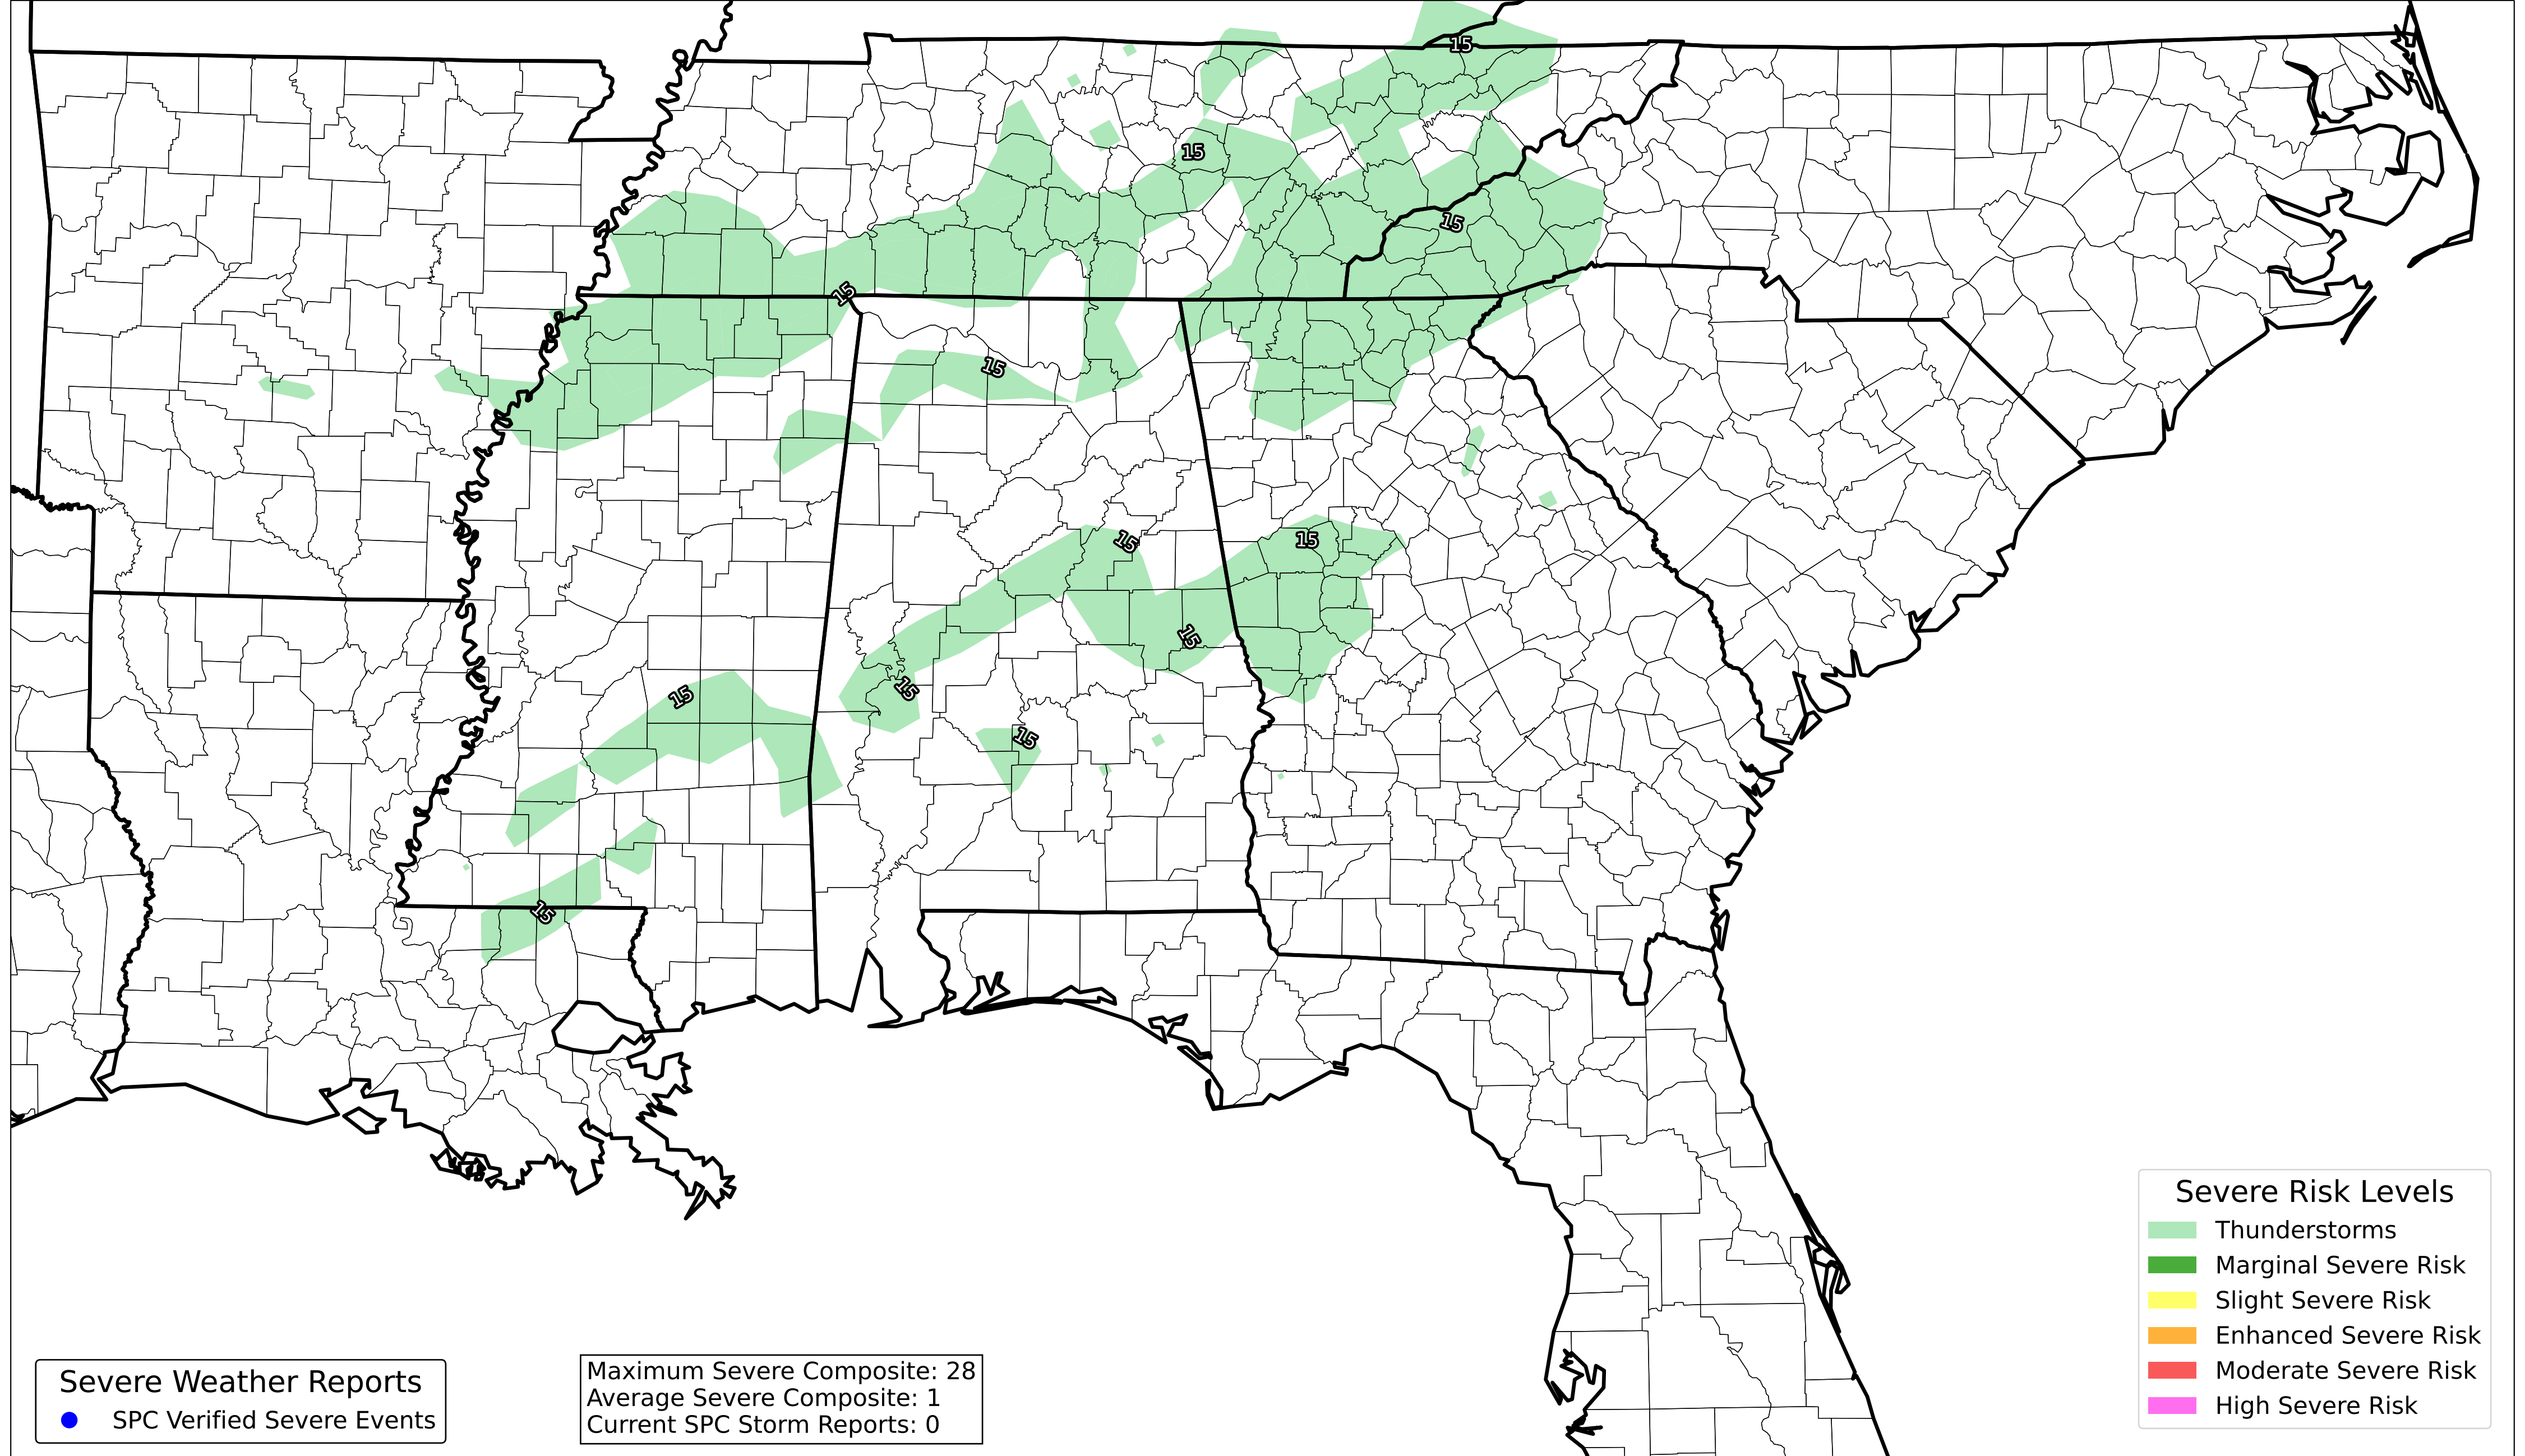 15
15
15
15
15
15
15
15
15
15
15
15
Severe Risk Levels
Thunderstorms
Marginal Severe Risk
Slight Severe Risk
Enhanced Severe Risk
Moderate Severe Risk
High Severe Risk
Severe Weather Reports
SPC Verified Severe Events
Maximum Severe Composite: 28
Average Severe Composite: 1
Current SPC Storm Reports: 0